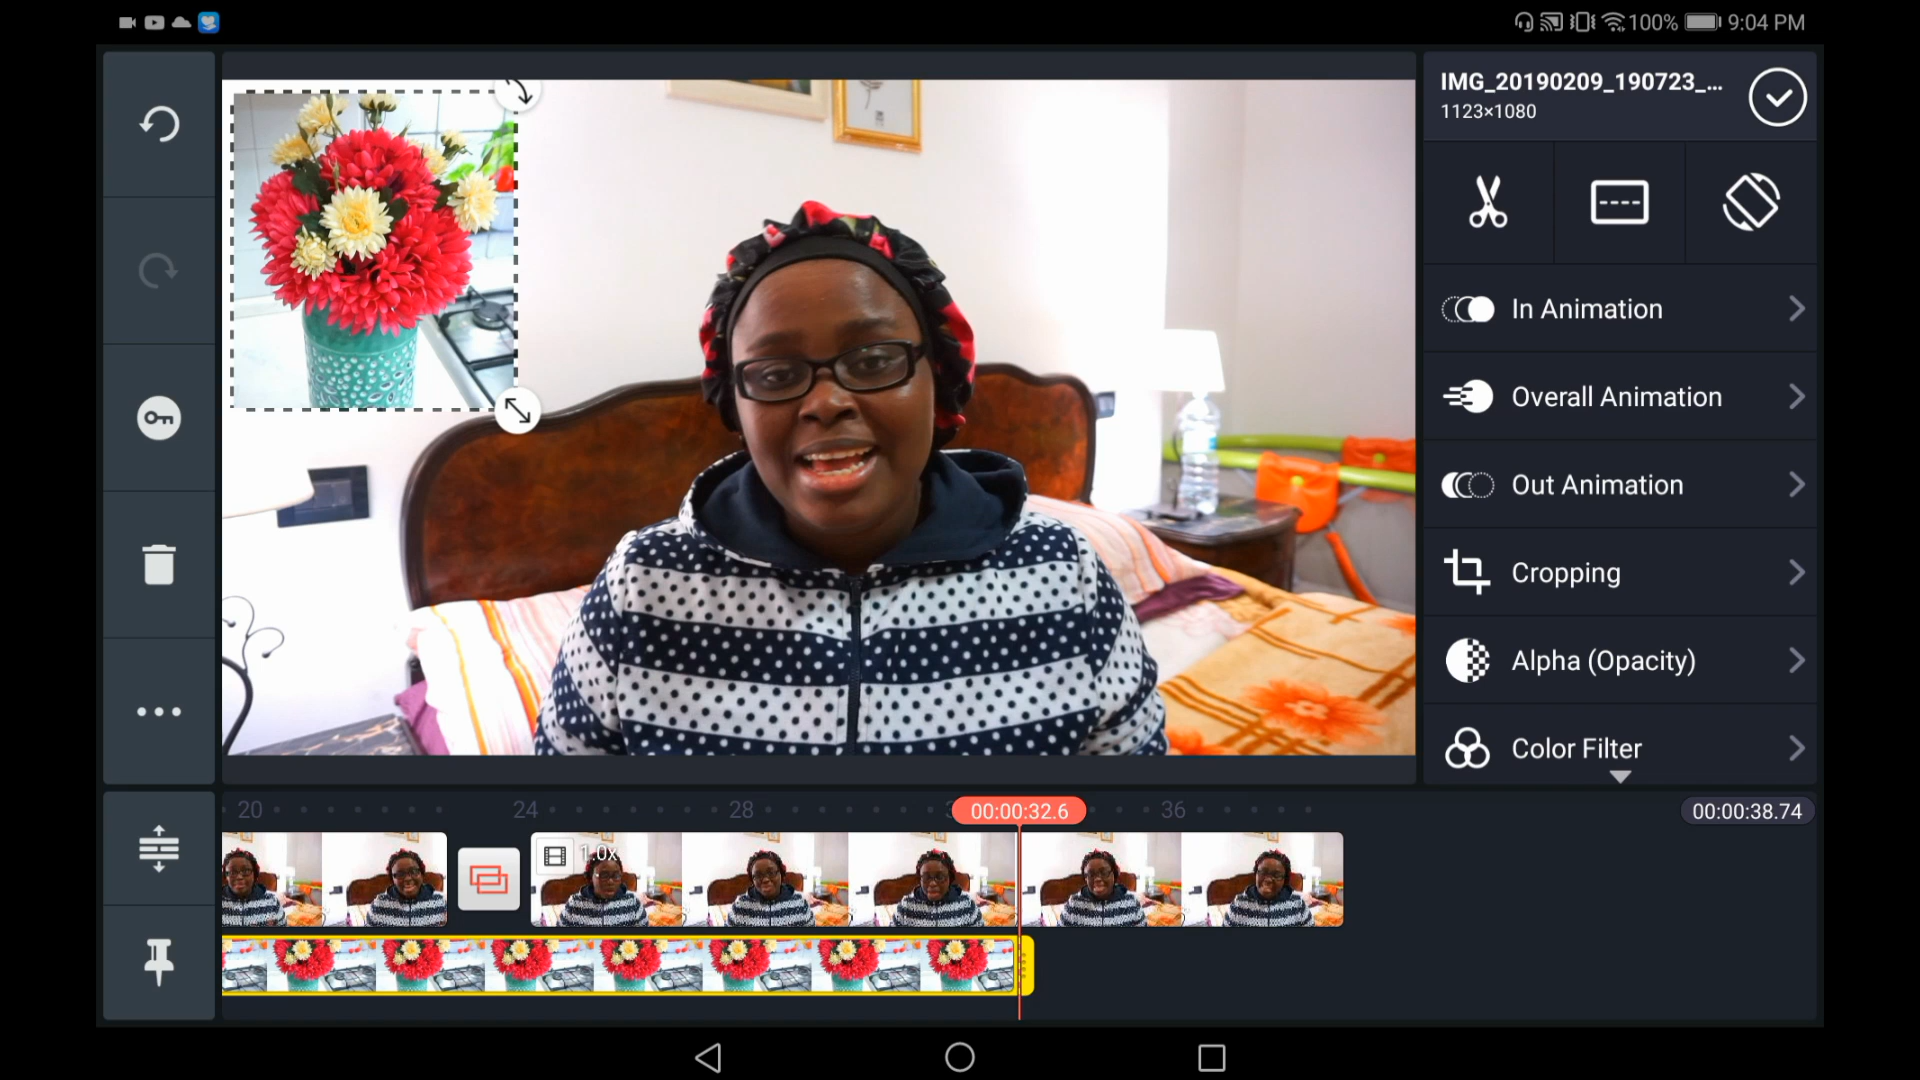 100% 9:04 PM
IMG_20190209_190723_...
1123×1080
In Animation
Overall Animation
Out Animation
Cropping
Alpha (Opacity)
Color Filter
20 24 28 00:00:32.6 36 00:00:38.74
1.0x